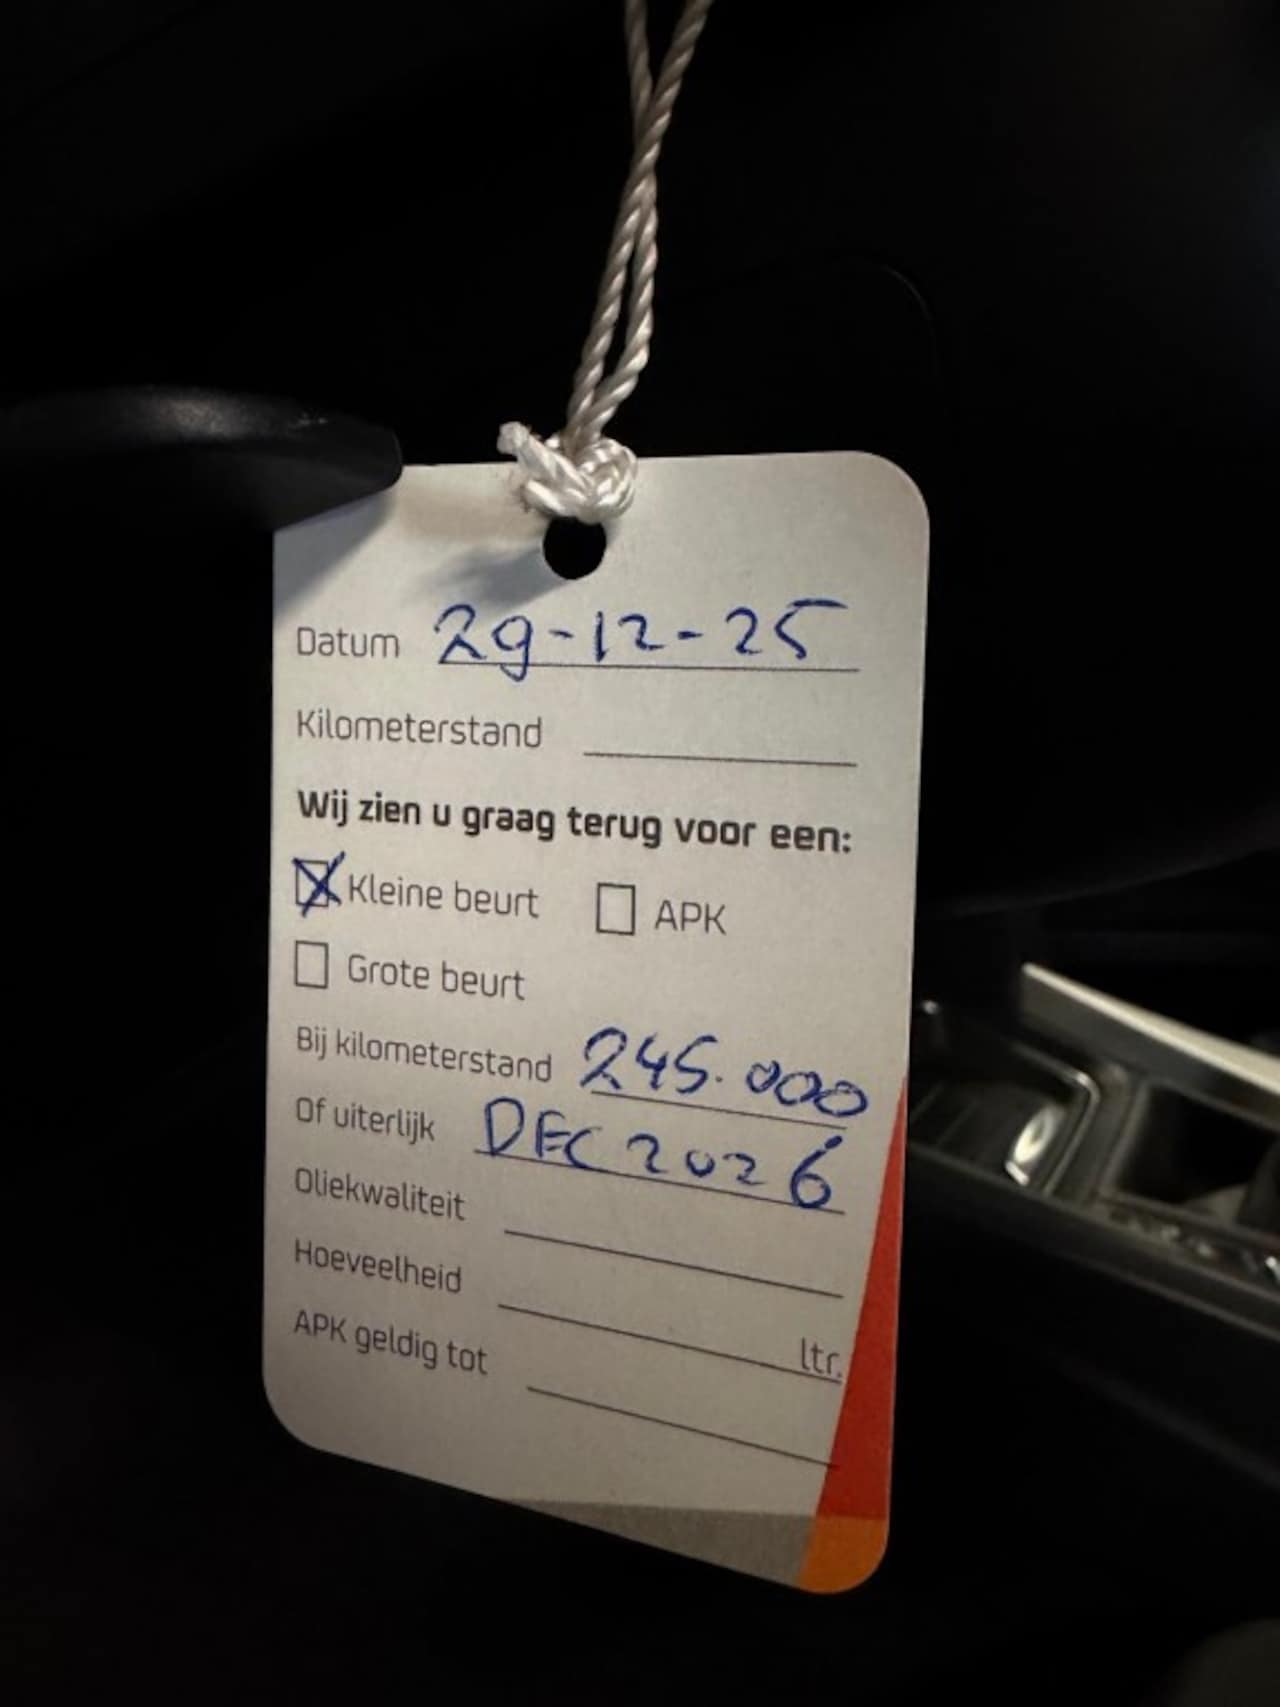 Datum 29-12-25
Kilometerstand
Wij zien u graag terug voor een:
Kleine beurt APK
Grote beurt
Bij kilometerstand 245.000
Of uiterlijk DEC 2026
Oliekwaliteit
Hoeveelheid ltr.
APK geldig tot